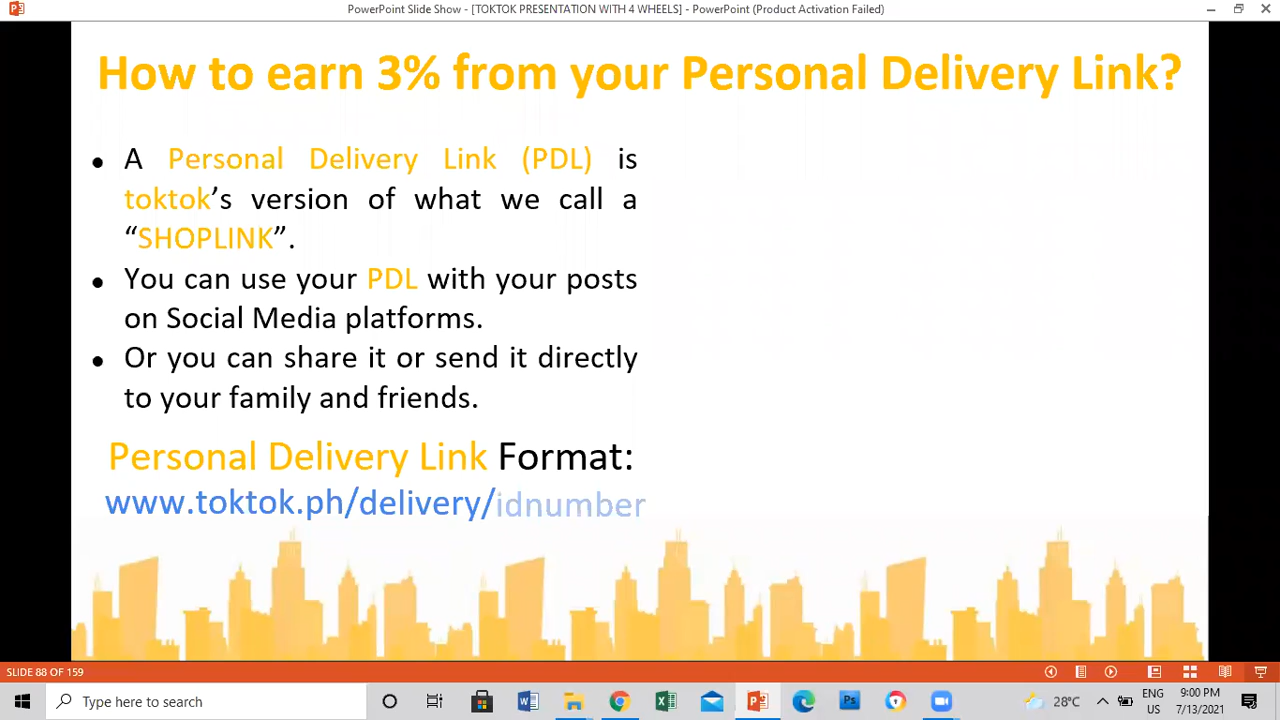 PowerPoint Slide Show - [TOKTOK PRESENTATION WITH 4 WHEELS] - PowerPoint (Product Activation Failed)
How to earn 3% from your Personal Delivery Link?
• A Personal Delivery Link (PDL) is
toktok’s version of what we call a
“SHOPLINK”.
• You can use your PDL with your posts
on Social Media platforms.
• Or you can share it or send it directly
to your family and friends.
Personal Delivery Link Format:
www.toktok.ph/delivery/idnumber
SLIDE 88 OF 159
Type here to search
28°C
ENG
US
9:00 PM
7/13/2021